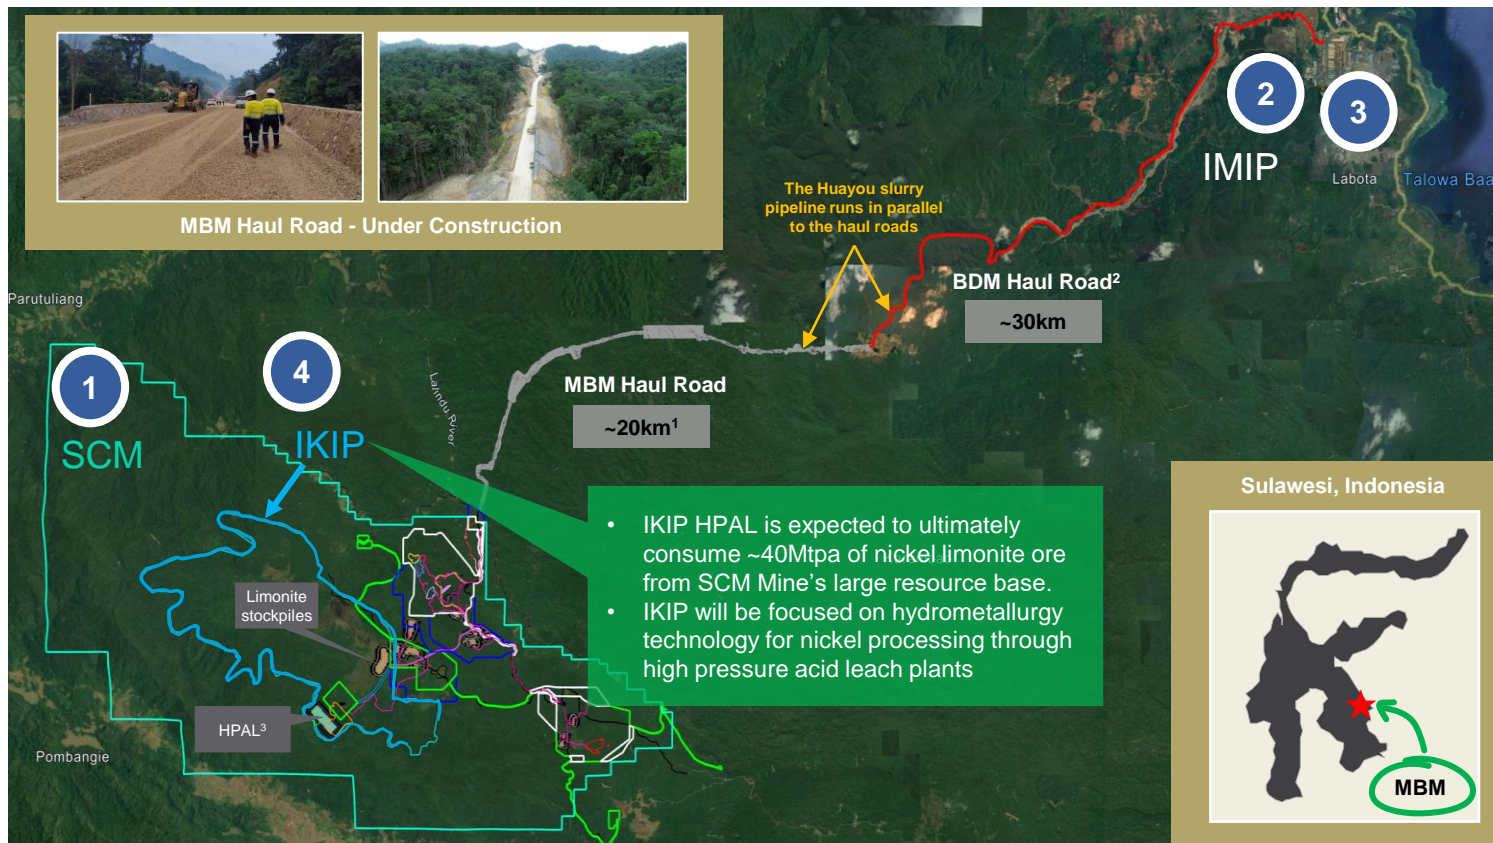 MBM Haul Road - Under Construction
2
3
IMIP
Labota
Talowa Baa
The Huayou slurry
pipeline runs in parallel
to the haul roads
BDM Haul Road²
~30km
Parutuliang
1
SCM
4
IKIP
Lalindu River
MBM Haul Road
~20km¹
• IKIP HPAL is expected to ultimately
consume ~40Mtpa of nickel limonite ore
from SCM Mine's large resource base.
• IKIP will be focused on hydrometallurgy
technology for nickel processing through
high pressure acid leach plants
Limonite
stockpiles
HPAL³
Pombangie
Sulawesi, Indonesia
MBM